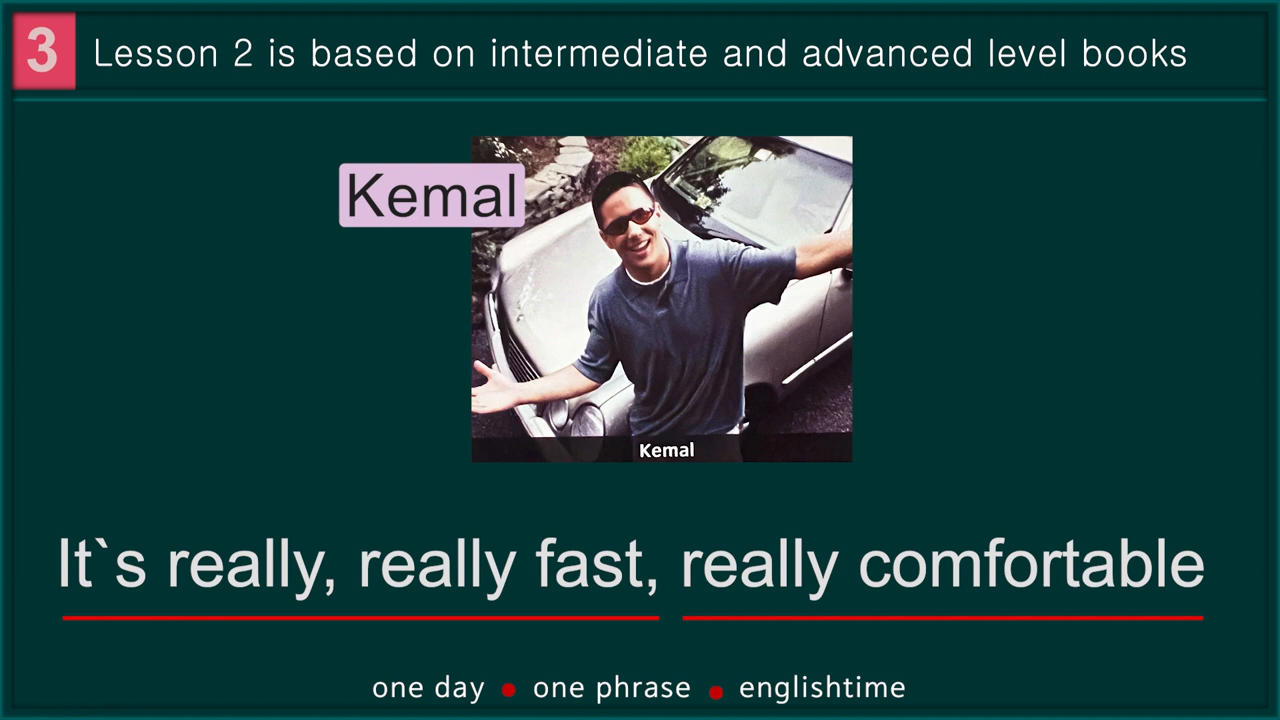 3 Lesson 2 is based on intermediate and advanced level books
Kemal
Kemal
It`s really, really fast, really comfortable
one day • one phrase • englishtime